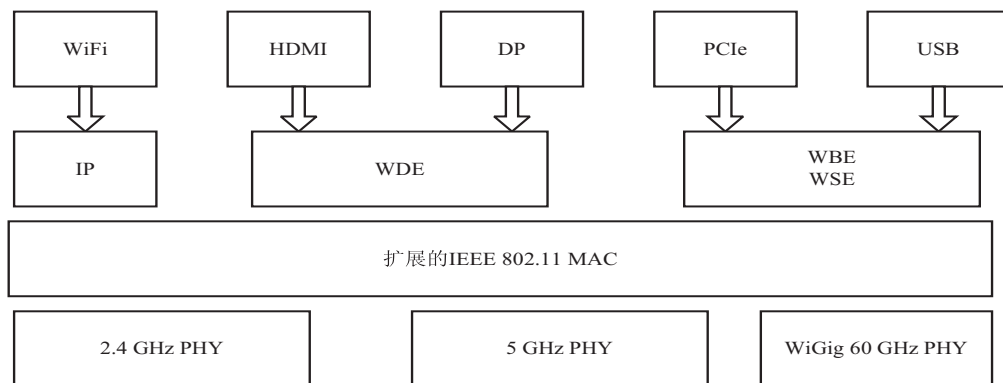 WiFi
HDMI
DP
PCIe
USB
IP
WDE
WBE
WSE
扩展的IEEE 802.11 MAC
2.4 GHz PHY
5 GHz PHY
WiGig 60 GHz PHY